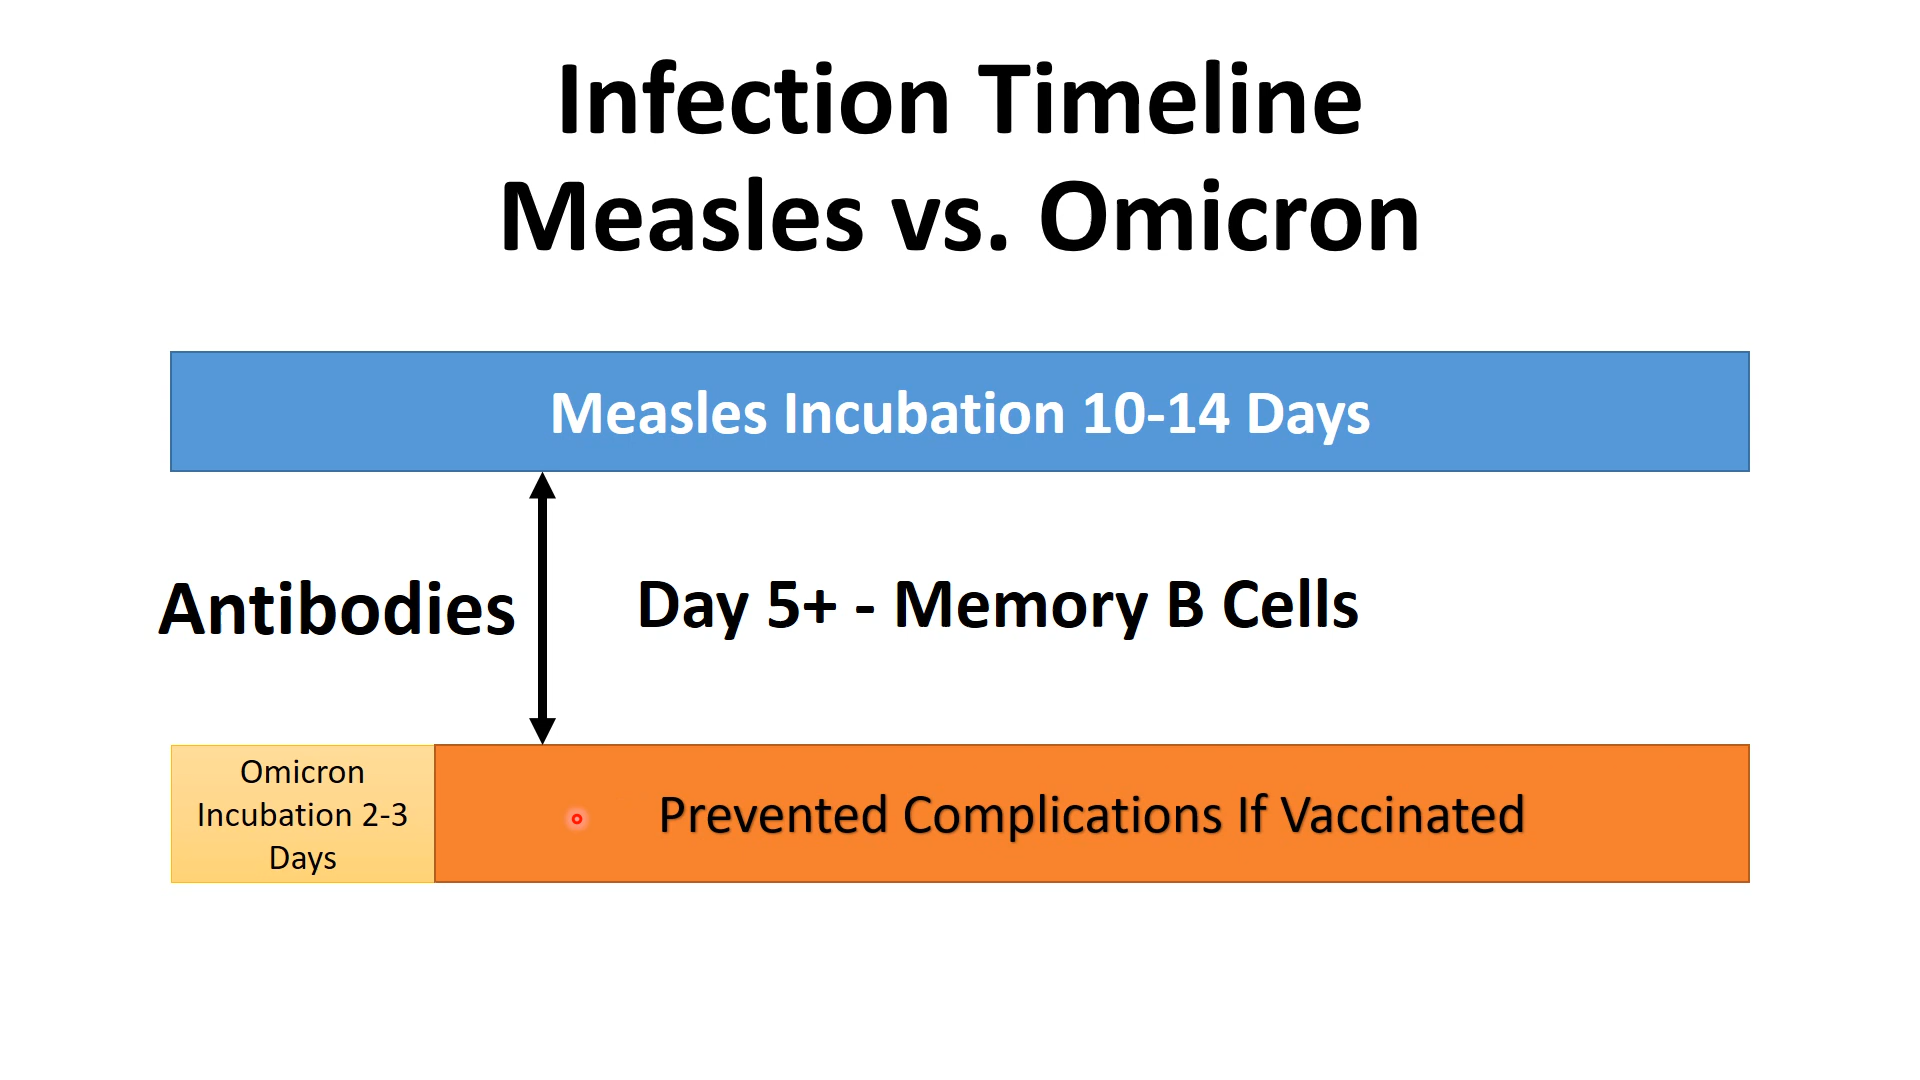 Infection Timeline
Measles vs. Omicron
Measles Incubation 10-14 Days
Antibodies
Day 5+ - Memory B Cells
Omicron
Incubation 2-3
Days
Prevented Complications If Vaccinated